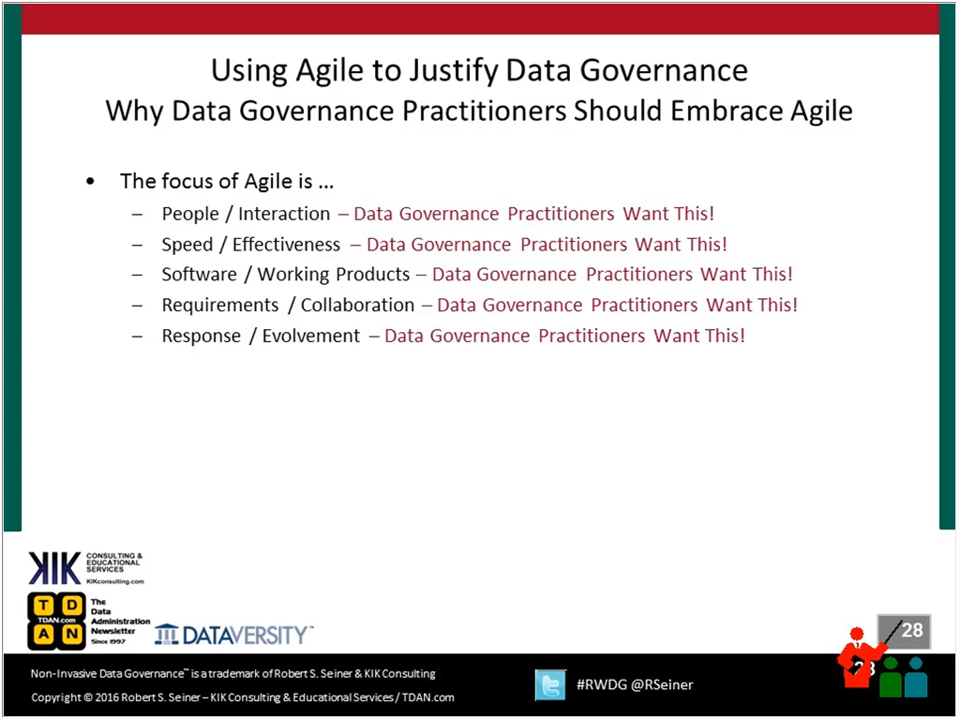 Using Agile to Justify Data Governance
Why Data Governance Practitioners Should Embrace Agile
• The focus of Agile is ...
– People / Interaction – Data Governance Practitioners Want This!
– Speed / Effectiveness – Data Governance Practitioners Want This!
– Software / Working Products – Data Governance Practitioners Want This!
– Requirements / Collaboration – Data Governance Practitioners Want This!
– Response / Evolvement – Data Governance Practitioners Want This!
KIK
CONSULTING &
EDUCATIONAL
SERVICES
KIKconsulting.com
T D
TDAN.com
A N
The
Data
Administration
Newsletter
Since 1997
DATAVERSITY™
28
Non-Invasive Data Governance™ is a trademark of Robert S. Seiner & KIK Consulting
Copyright © 2016 Robert S. Seiner – KIK Consulting & Educational Services / TDAN.com
#RWDG @RSeiner